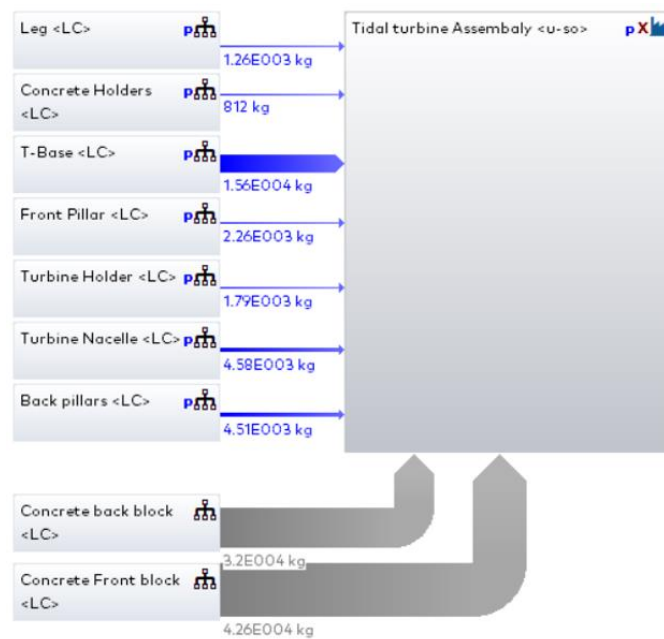 Leg <LC>
p
1.26E003 kg
Concrete Holders
<LC>
p
812 kg
T-Base <LC>
p
1.56E004 kg
Front Pillar <LC>
p
2.26E003 kg
Turbine Holder <LC>
p
1.79E003 kg
Turbine Nacelle <LC>
p
4.58E003 kg
Back pillars <LC>
p
4.51E003 kg
Tidal turbine Assembaly <u-so>
p X
Concrete back block
<LC>
3.2E004 kg
Concrete Front block
<LC>
4.26E004 kg